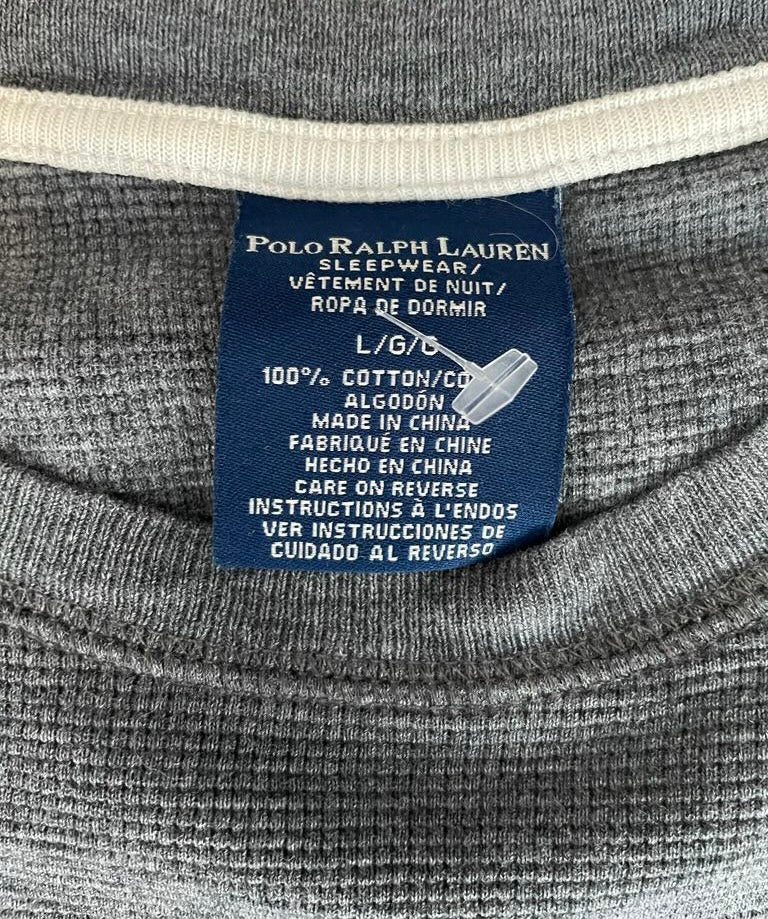 POLO RALPH LAUREN
SLEEPWEAR/
VÊTEMENT DE NUIT/
ROPA DE DORMIR
L/G/G
100% COTTON/
ALGODÓN
MADE IN CHINA
FABRIQUÉ EN CHINE
HECHO EN CHINA
CARE ON REVERSE
INSTRUCTIONS À L'ENDOS
VER INSTRUCCIONES DE
CUIDADO AL REVERSO